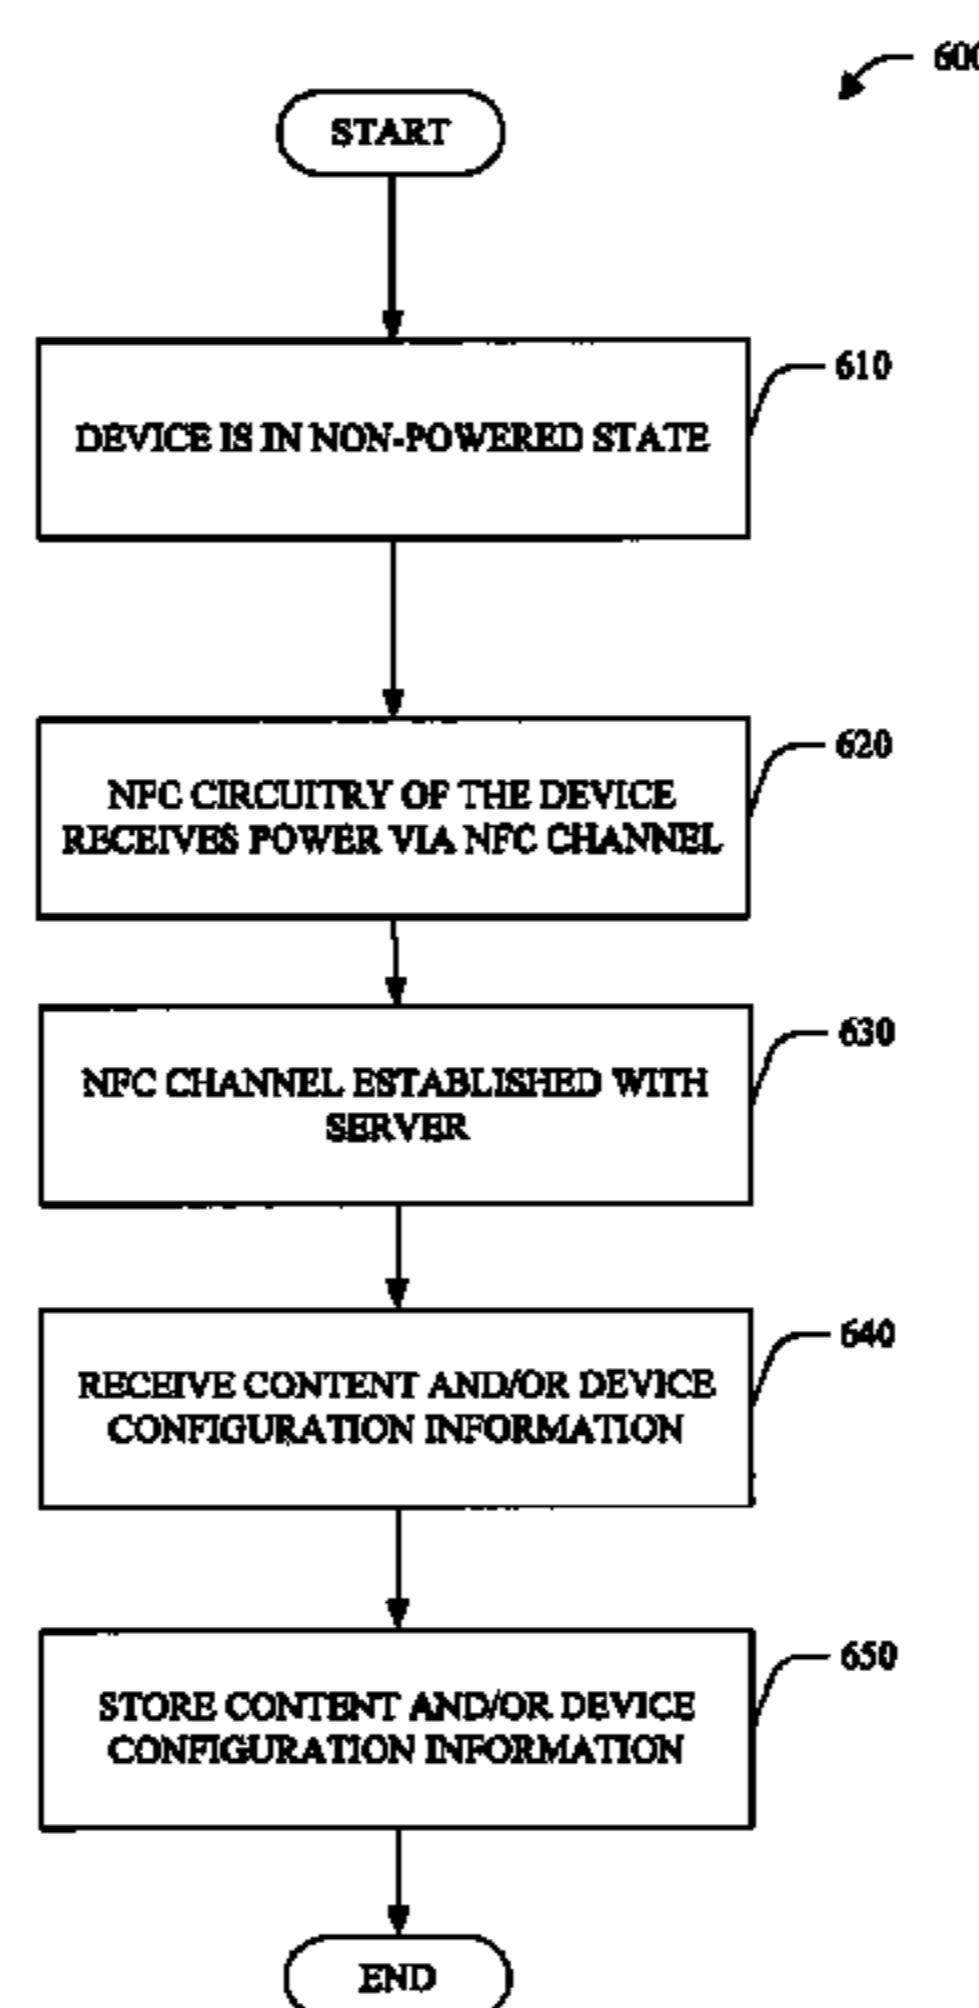 600
START
610
DEVICE IS IN NON-POWERED STATE
620
NFC CIRCUITRY OF THE DEVICE
RECEIVES POWER VIA NFC CHANNEL
630
NFC CHANNEL ESTABLISHED WITH
SERVER
640
RECEIVE CONTENT AND/OR DEVICE
CONFIGURATION INFORMATION
650
STORE CONTENT AND/OR DEVICE
CONFIGURATION INFORMATION
END